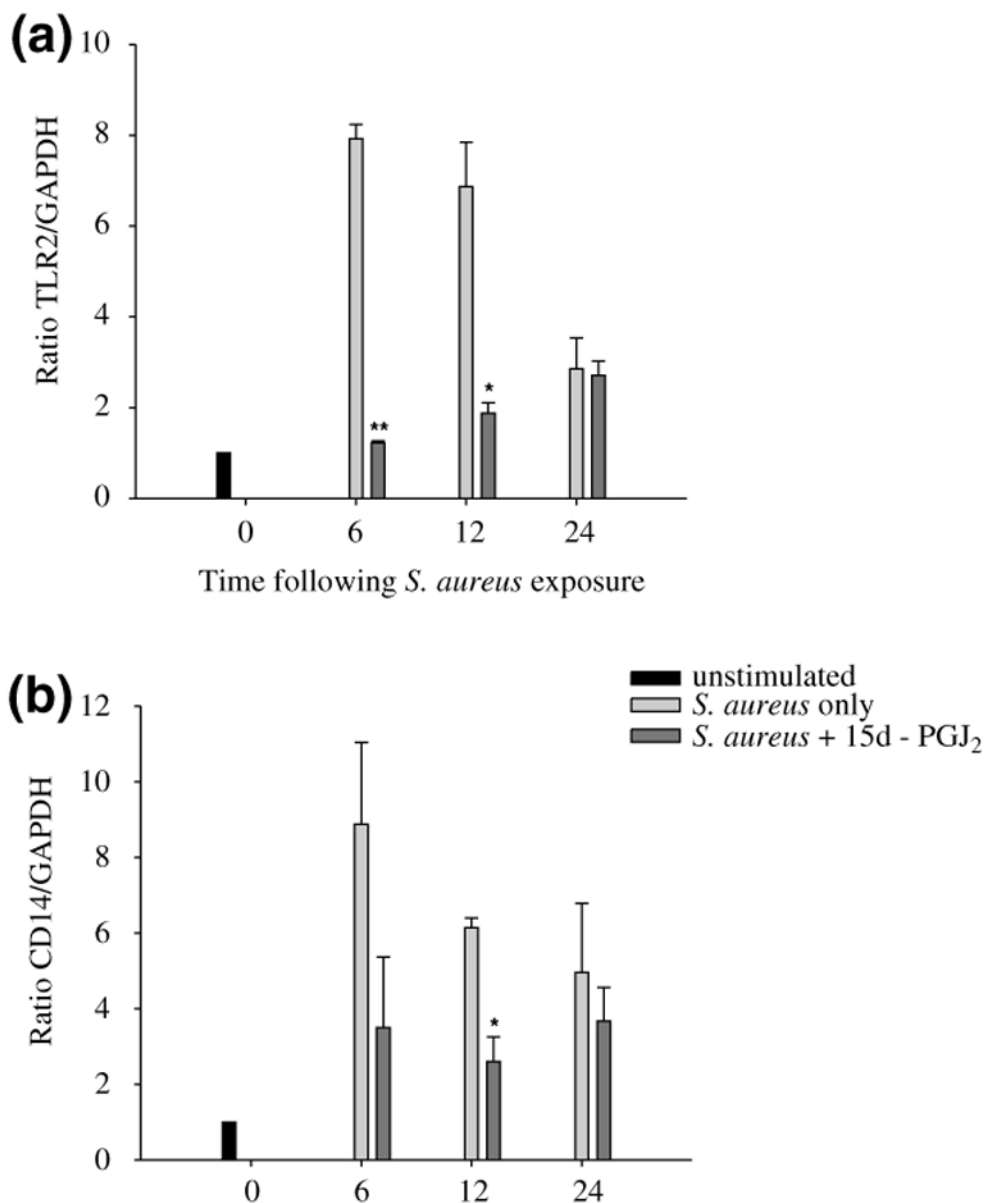 (a)
10
8
6
4
2
0
Ratio TLR2/GAPDH
**
*
0 6 12 24
Time following S. aureus exposure
(b)
unstimulated
S. aureus only
S. aureus + 15d - PGJ₂
12
10
8
6
4
2
0
Ratio CD14/GAPDH
*
0 6 12 24